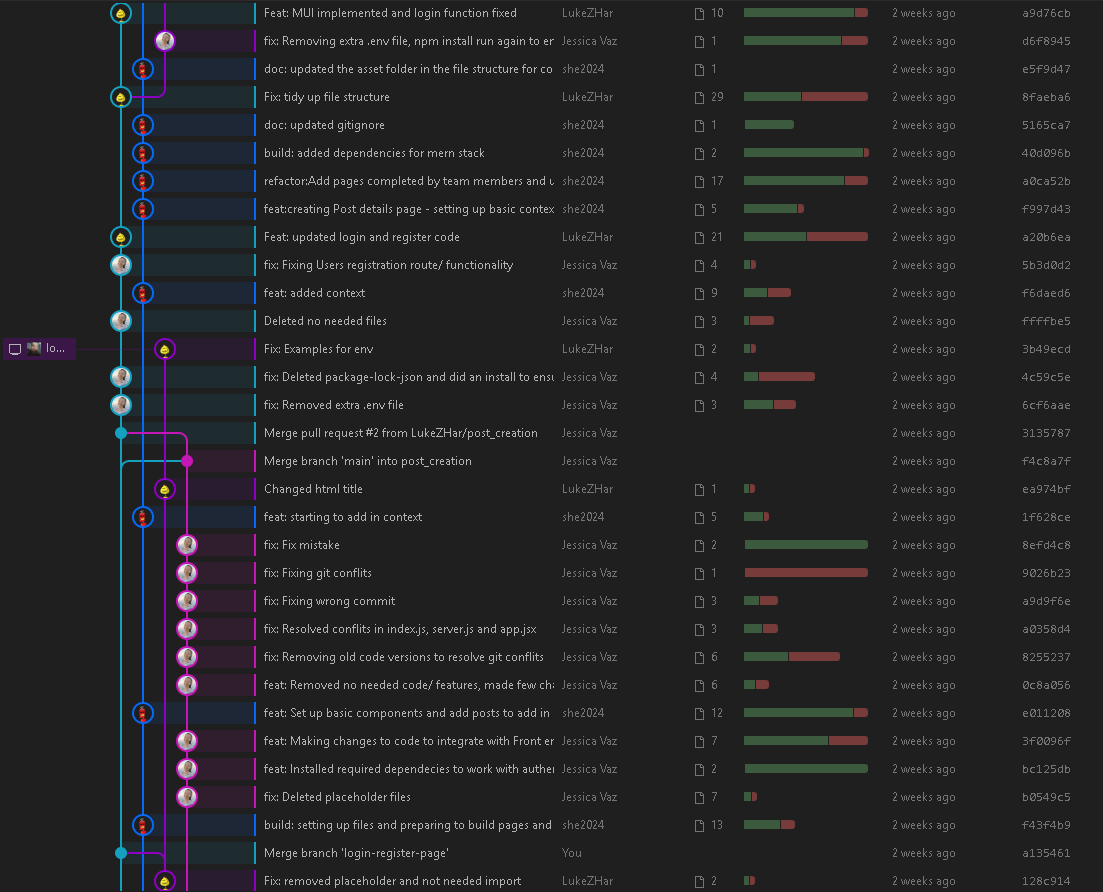 Feat: MUI implemented and login function fixed LukeZHar 10 2 weeks ago a9d76cb
fix: Removing extra .env file, npm install run again to er Jessica Vaz 1 2 weeks ago d6f8945
doc: updated the asset folder in the file structure for co she2024 1 2 weeks ago e5f9d47
Fix: tidy up file structure LukeZHar 29 2 weeks ago 8faeba6
doc: updated gitignore she2024 1 2 weeks ago 5165ca7
build: added dependencies for mern stack she2024 2 2 weeks ago 40d096b
refactor:Add pages completed by team members and u she2024 17 2 weeks ago a0ca52b
feat:creating Post details page - setting up basic contex she2024 5 2 weeks ago f997d43
Feat: updated login and register code LukeZHar 21 2 weeks ago a20b6ea
fix: Fixing Users registration route/ functionality Jessica Vaz 4 2 weeks ago 5b3d0d2
feat: added context she2024 9 2 weeks ago f6daed6
Deleted no needed files Jessica Vaz 3 2 weeks ago ffffbe5
lo... Fix: Examples for env LukeZHar 2 2 weeks ago 3b49ecd
fix: Deleted package-lock-json and did an install to ensu Jessica Vaz 4 2 weeks ago 4c59c5e
fix: Removed extra .env file Jessica Vaz 3 2 weeks ago 6cf6aae
Merge pull request #2 from LukeZHar/post_creation Jessica Vaz 2 weeks ago 3135787
Merge branch 'main' into post_creation Jessica Vaz 2 weeks ago f4c8a7f
Changed html title LukeZHar 1 2 weeks ago ea974bf
feat: starting to add in context she2024 5 2 weeks ago 1f628ce
fix: Fix mistake Jessica Vaz 2 2 weeks ago 8efd4c8
fix: Fixing git conflits Jessica Vaz 1 2 weeks ago 9026b23
fix: Fixing wrong commit Jessica Vaz 3 2 weeks ago a9d9f6e
fix: Resolved conflits in index.js, server.js and app.jsx Jessica Vaz 3 2 weeks ago a0358d4
fix: Removing old code versions to resolve git conflits Jessica Vaz 6 2 weeks ago 8255237
feat: Removed no needed code/ features, made few cha Jessica Vaz 6 2 weeks ago 0c8a056
feat: Set up basic components and add posts to add in she2024 12 2 weeks ago e011208
feat: Making changes to code to integrate with Front er Jessica Vaz 7 2 weeks ago 3f0096f
feat: Installed required dependecies to work with auther Jessica Vaz 2 2 weeks ago bc125db
fix: Deleted placeholder files Jessica Vaz 7 2 weeks ago b0549c5
build: setting up files and preparing to build pages and she2024 13 2 weeks ago f43f4b9
Merge branch 'login-register-page' You 2 weeks ago a135461
Fix: removed placeholder and not needed import LukeZHar 2 2 weeks ago 128c914